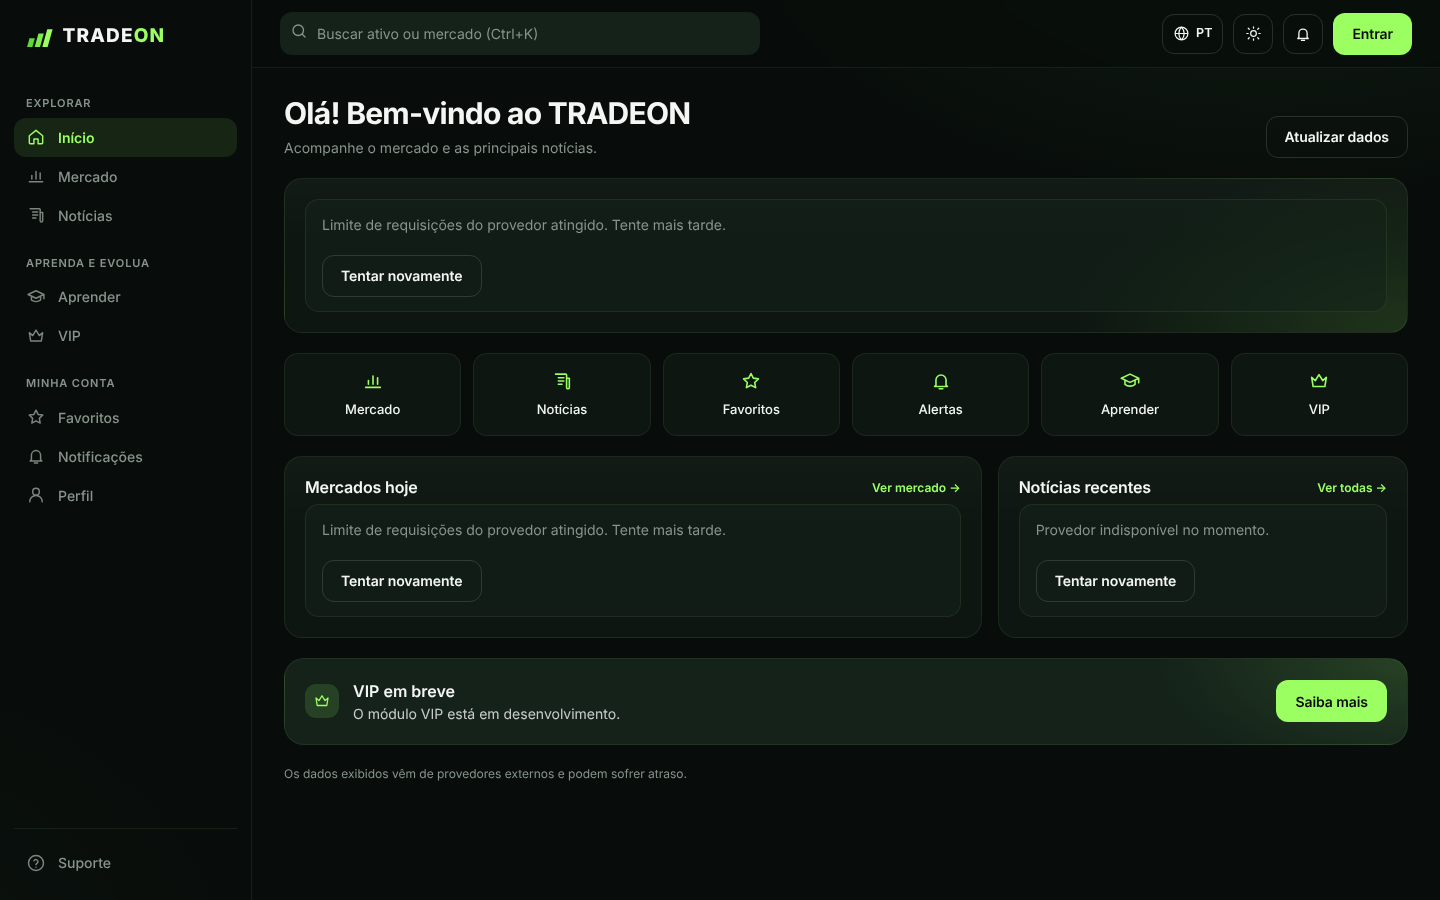 TRADEON
Buscar ativo ou mercado (Ctrl+K)
PT
Entrar
EXPLORAR
Início
Mercado
Notícias
APRENDA E EVOLUA
Aprender
VIP
MINHA CONTA
Favoritos
Notificações
Perfil
Suporte
Olá! Bem-vindo ao TRADEON
Acompanhe o mercado e as principais notícias.
Atualizar dados
Limite de requisições do provedor atingido. Tente mais tarde.
Tentar novamente
Mercado
Notícias
Favoritos
Alertas
Aprender
VIP
Mercados hoje
Ver mercado →
Limite de requisições do provedor atingido. Tente mais tarde.
Tentar novamente
Notícias recentes
Ver todas →
Provedor indisponível no momento.
Tentar novamente
VIP em breve
O módulo VIP está em desenvolvimento.
Saiba mais
Os dados exibidos vêm de provedores externos e podem sofrer atraso.